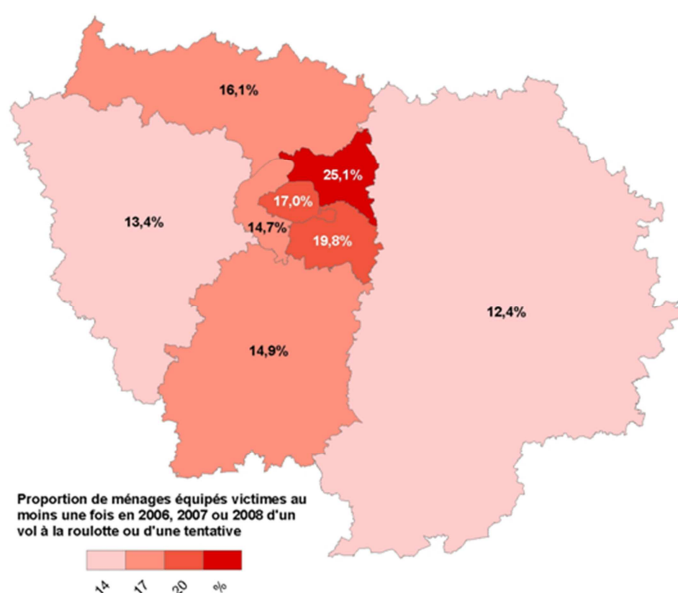 16,1%
25,1%
17,0%
13,4%
14,7%
19,8%
12,4%
14,9%
Proportion de ménages équipés victimes au
moins une fois en 2006, 2007 ou 2008 d'un
vol à la roulotte ou d'une tentative
14 17 20 %